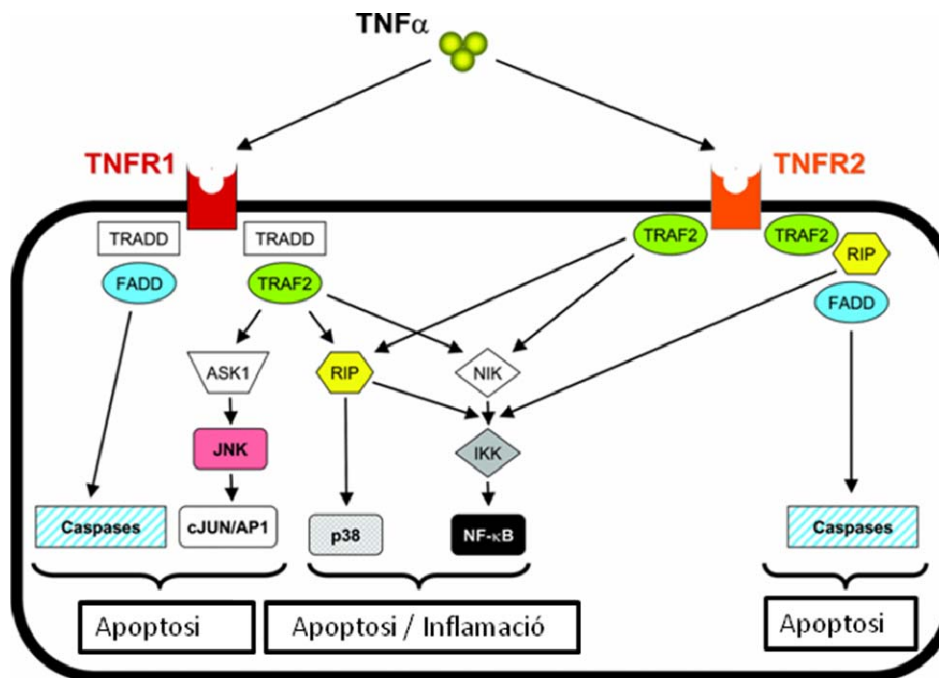 TNFα
TNFR1
TNFR2
TRADD
TRADD
TRAF2
TRAF2
RIP
FADD
TRAF2
FADD
ASK1
RIP
NIK
JNK
IKK
Caspases
cJUN/AP1
p38
NF-κB
Caspases
Apoptosi
Apoptosi / Inflamació
Apoptosi